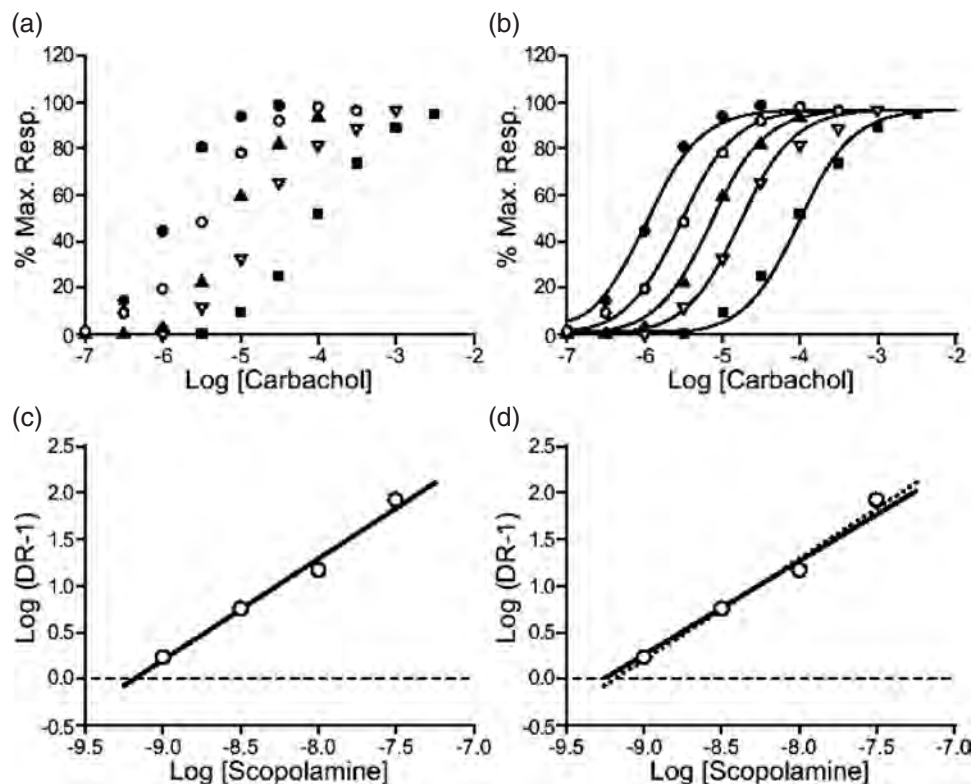 (a)
120
100
80
60
40
20
0
% Max. Resp.
-7 -6 -5 -4 -3 -2
Log [Carbachol]
(b)
120
100
80
60
40
20
0
% Max. Resp.
-7 -6 -5 -4 -3 -2
Log [Carbachol]
(c)
2.5
2.0
1.5
1.0
0.5
0.0
-0.5
Log (DR-1)
-9.5 -9.0 -8.5 -8.0 -7.5 -7.0
Log [Scopolamine]
(d)
2.5
2.0
1.5
1.0
0.5
0.0
-0.5
Log (DR-1)
-9.5 -9.0 -8.5 -8.0 -7.5 -7.0
Log [Scopolamine]